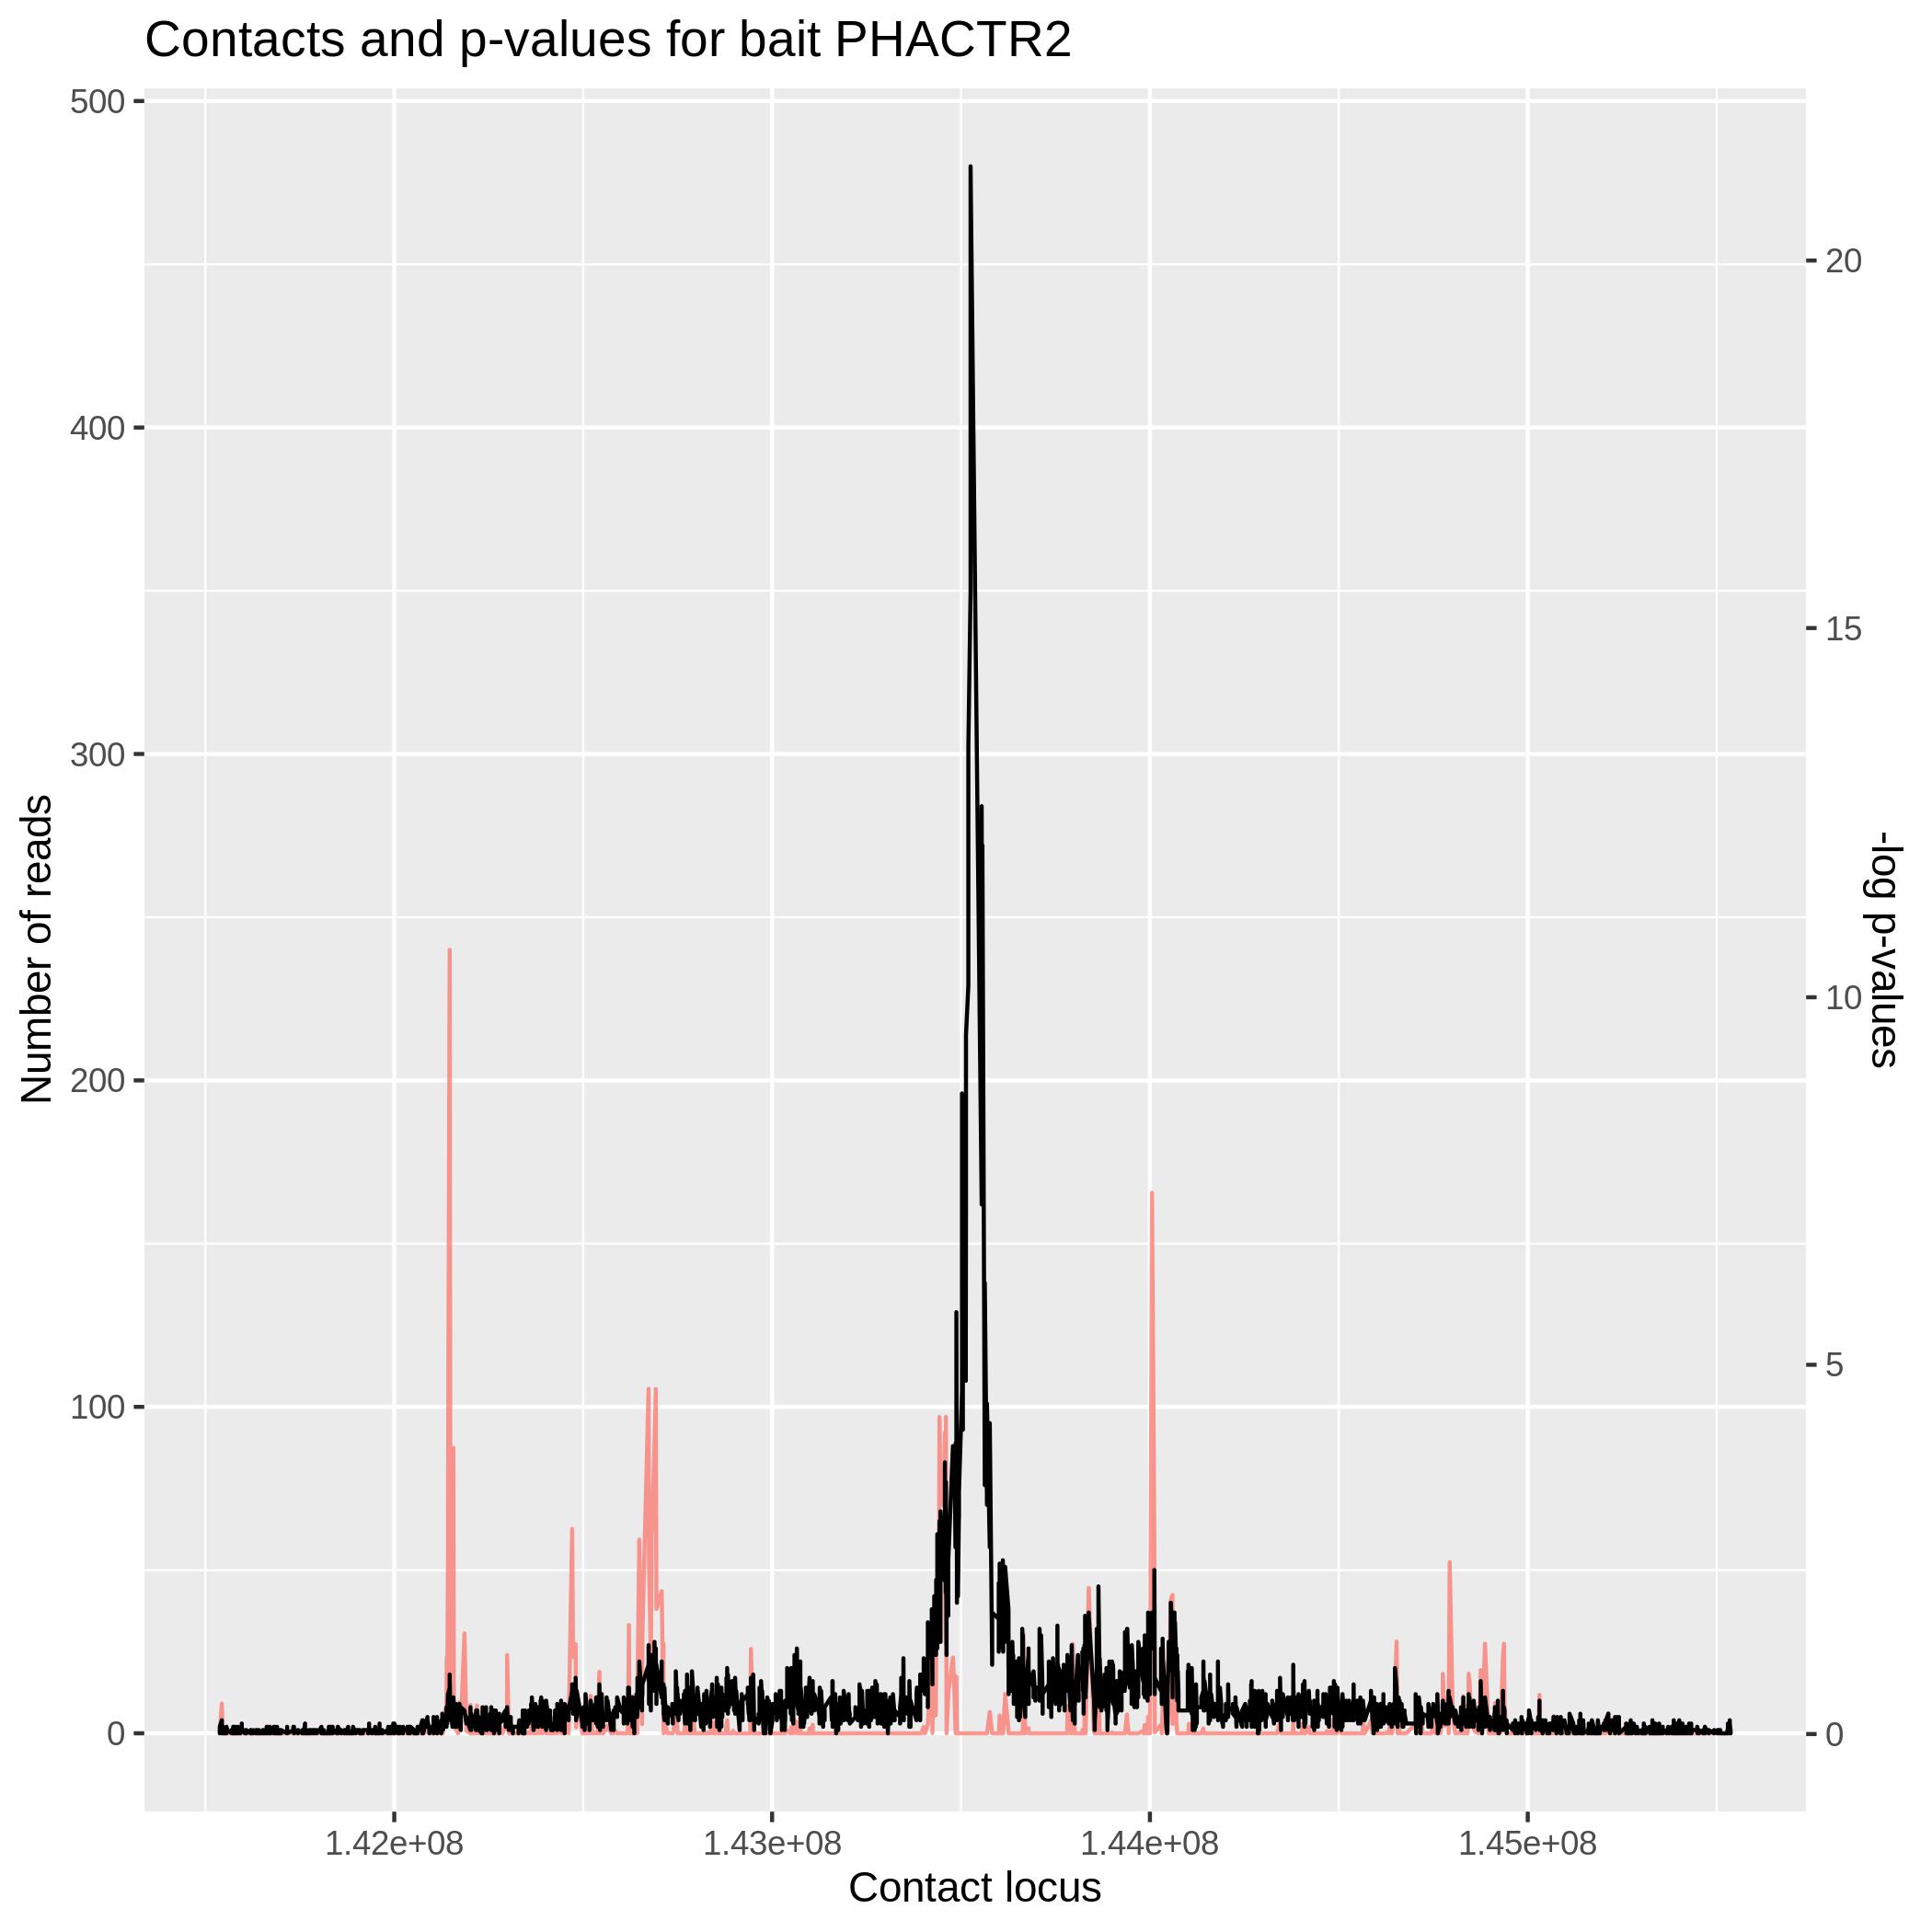 Contacts and p-values for bait PHACTR2
500
400
300
200
100
0
Number of reads
20
15
10
5
0
-log p-values
1.42e+08
1.43e+08
1.44e+08
1.45e+08
Contact locus